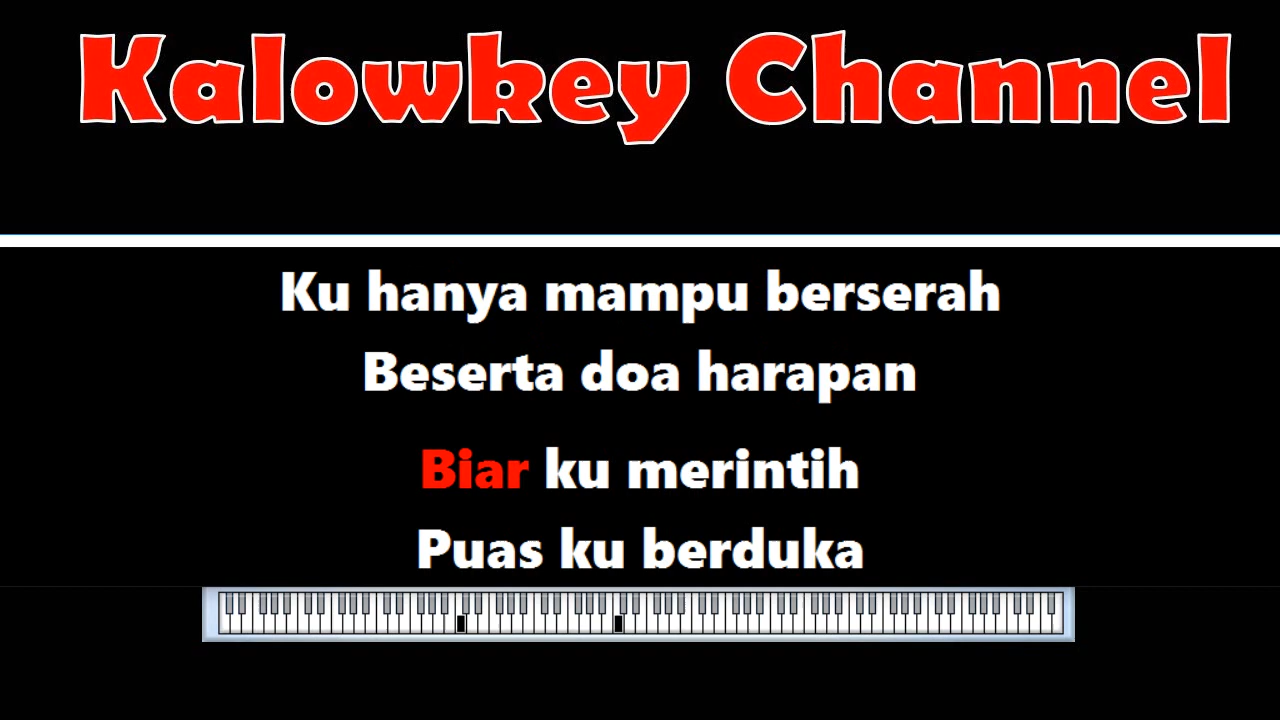 Kalowkey Channel
Ku hanya mampu berserah
Beserta doa harapan
Biar ku merintih
Puas ku berduka